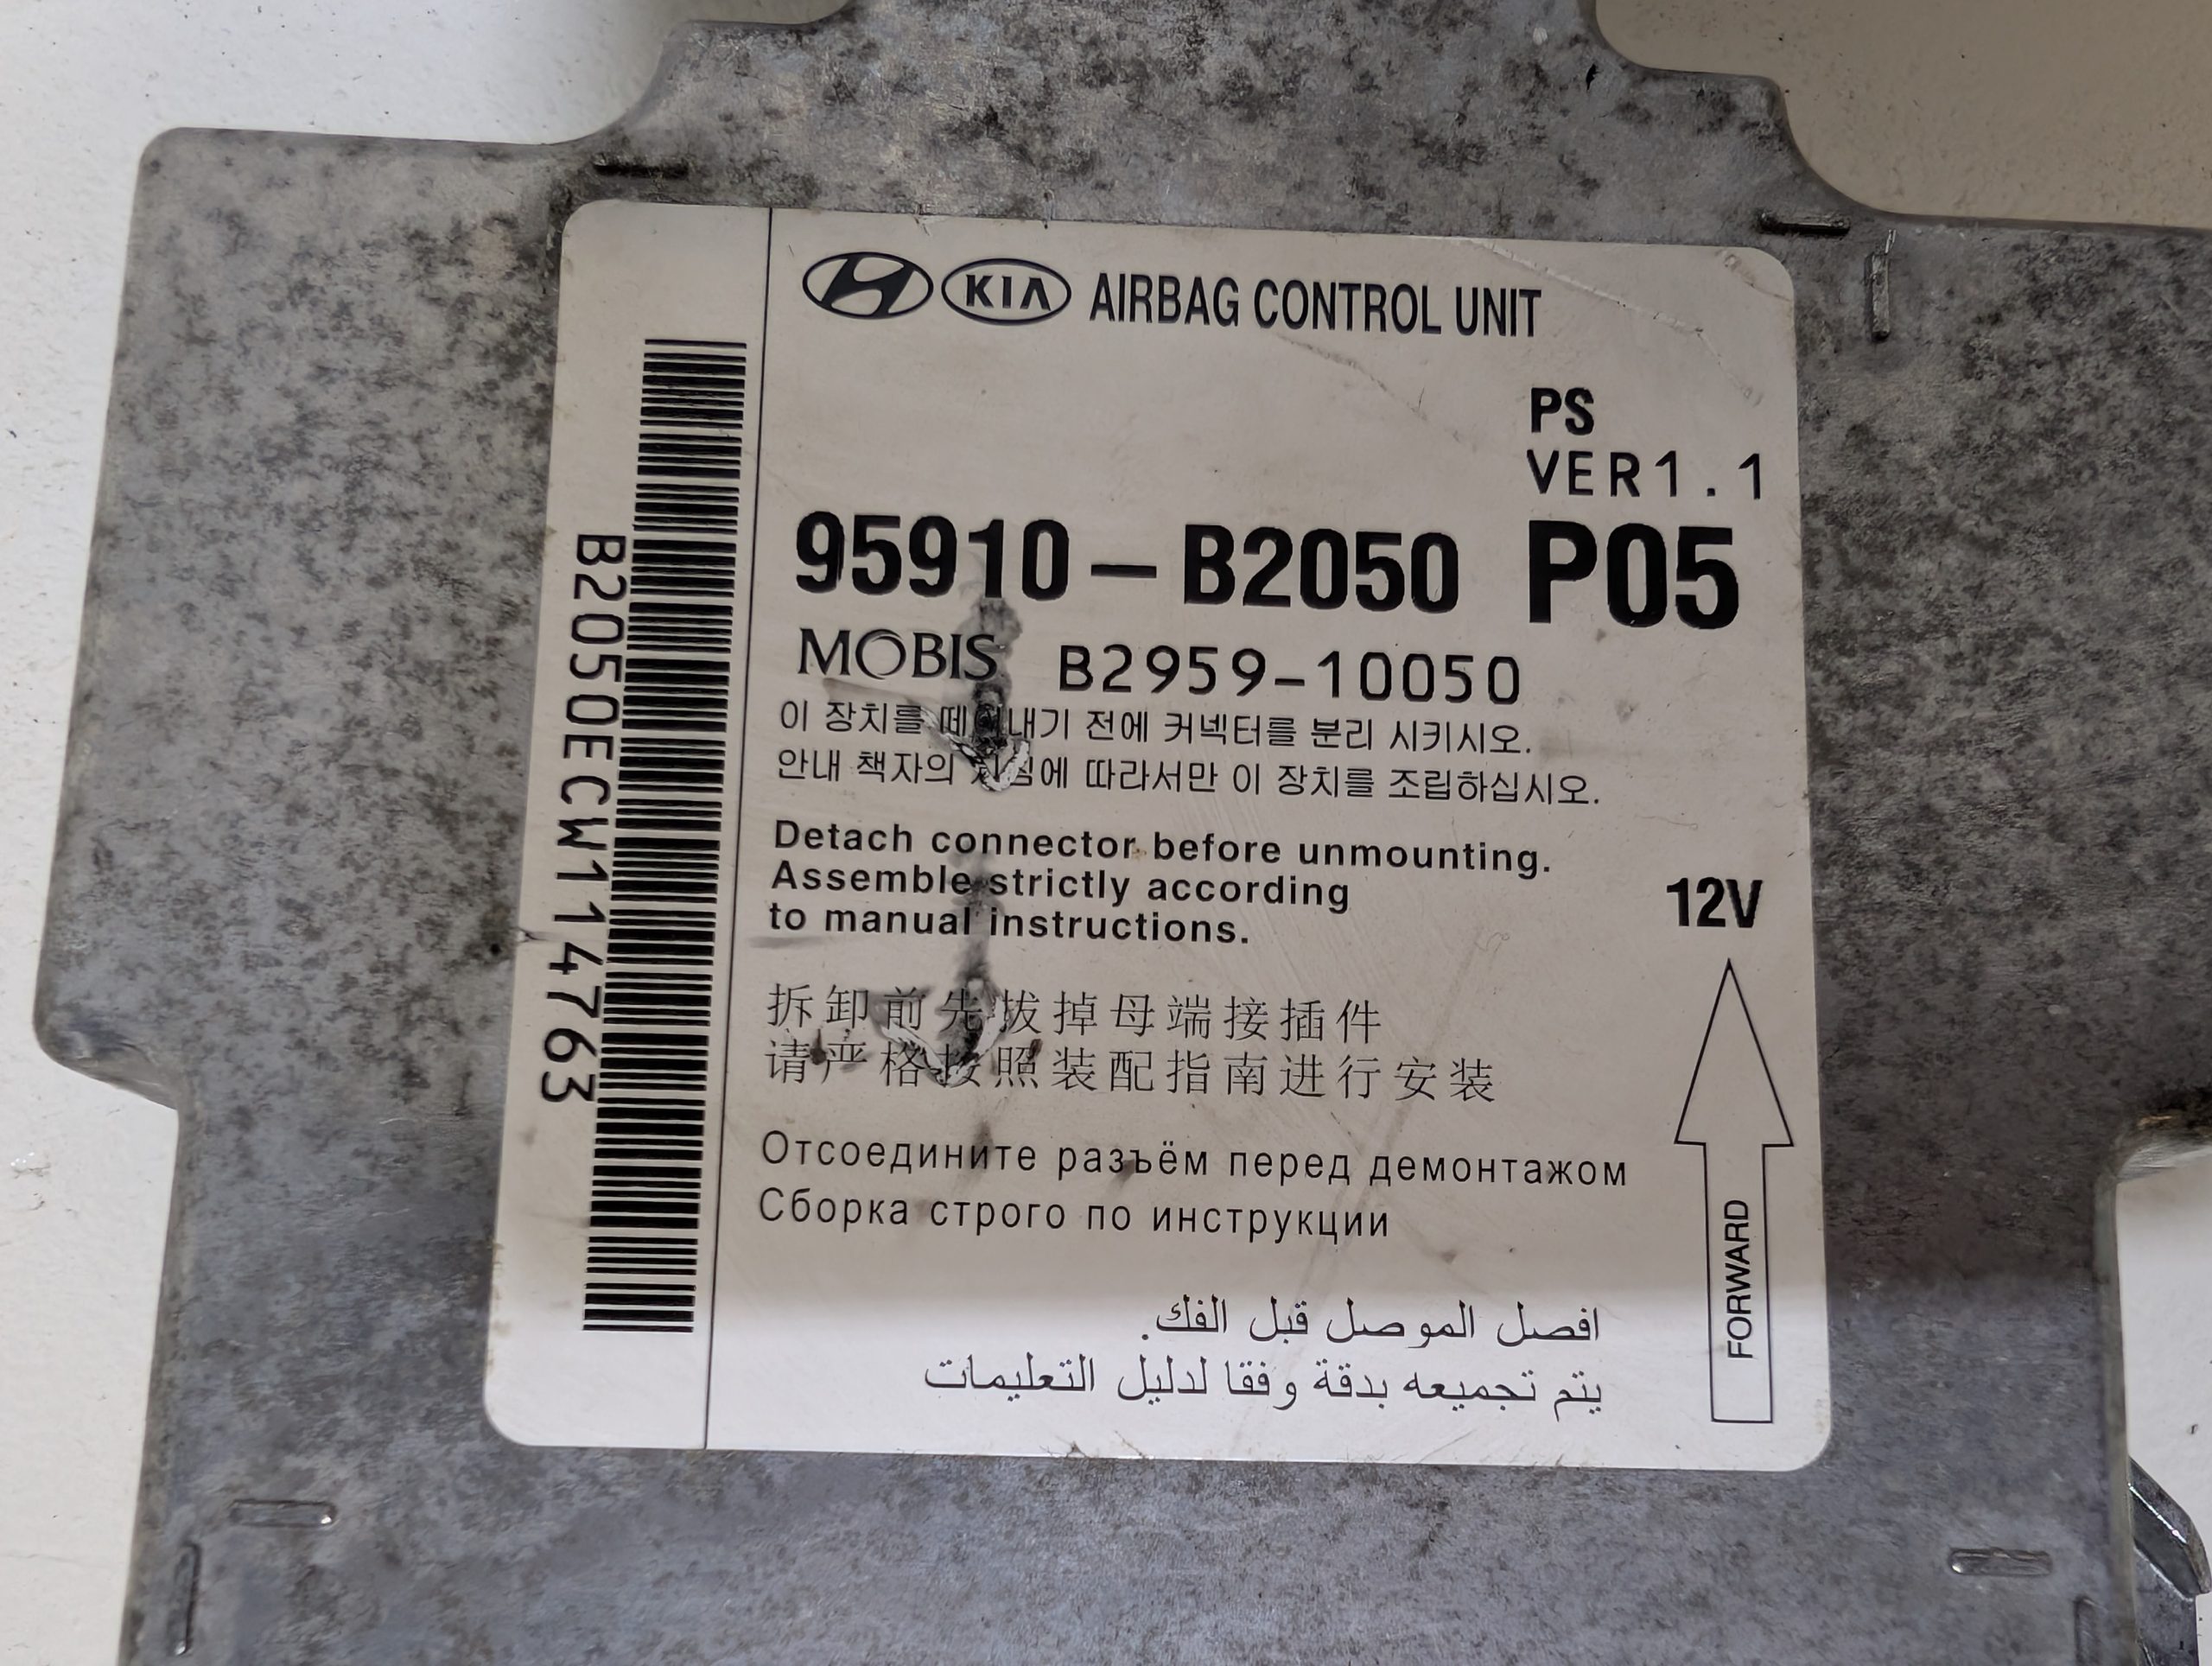 KIA AIRBAG CONTROL UNIT
PS
VER1.1
95910-B2050 P05
MOBIS B2959-10050
이 장치를 떼어내기 전에 커넥터를 분리 시키시오.
안내 책자의 지침에 따라서만 이 장치를 조립하십시오.
Detach connector before unmounting.
Assemble strictly according
to manual instructions.
12V
拆卸前先拔掉母端接插件
请严格按照装配指南进行安装
Отсоедините разъём перед демонтажом
Сборка строго по инструкции
FORWARD
افصل الموصل قبل الفك.
يتم تجميعه بدقة وفقا لدليل التعليمات
B2050ECW114763